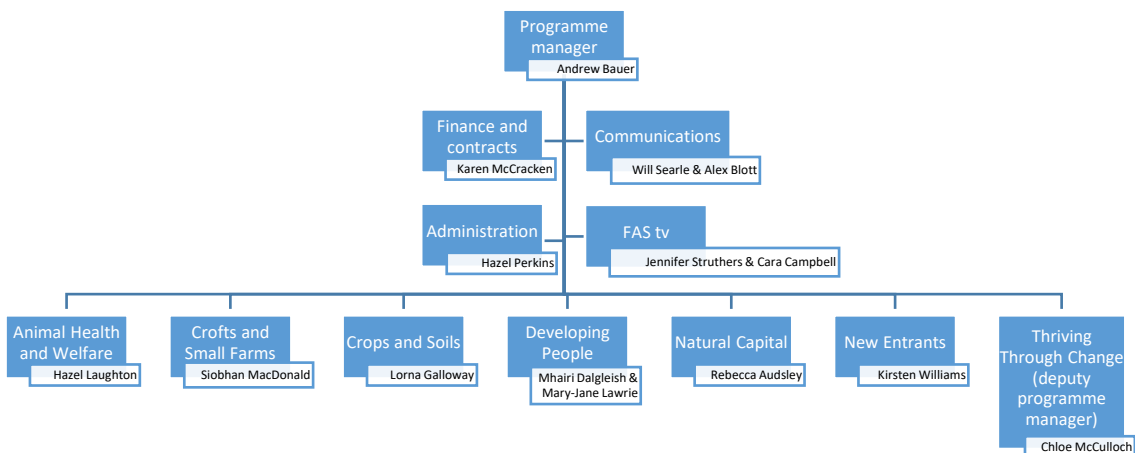 Programme
manager
Andrew Bauer
Finance and
contracts
Karen McCracken
Communications
Will Searle & Alex Blott
Administration
Hazel Perkins
FAS tv
Jennifer Struthers & Cara Campbell
Animal Health
and Welfare
Hazel Laughton
Crofts and
Small Farms
Siobhan MacDonald
Crops and Soils
Lorna Galloway
Developing
People
Mhairi Dalgleish &
Mary-Jane Lawrie
Natural Capital
Rebecca Audsley
New Entrants
Kirsten Williams
Thriving
Through Change
(deputy
programme
manager)
Chloe McCulloch